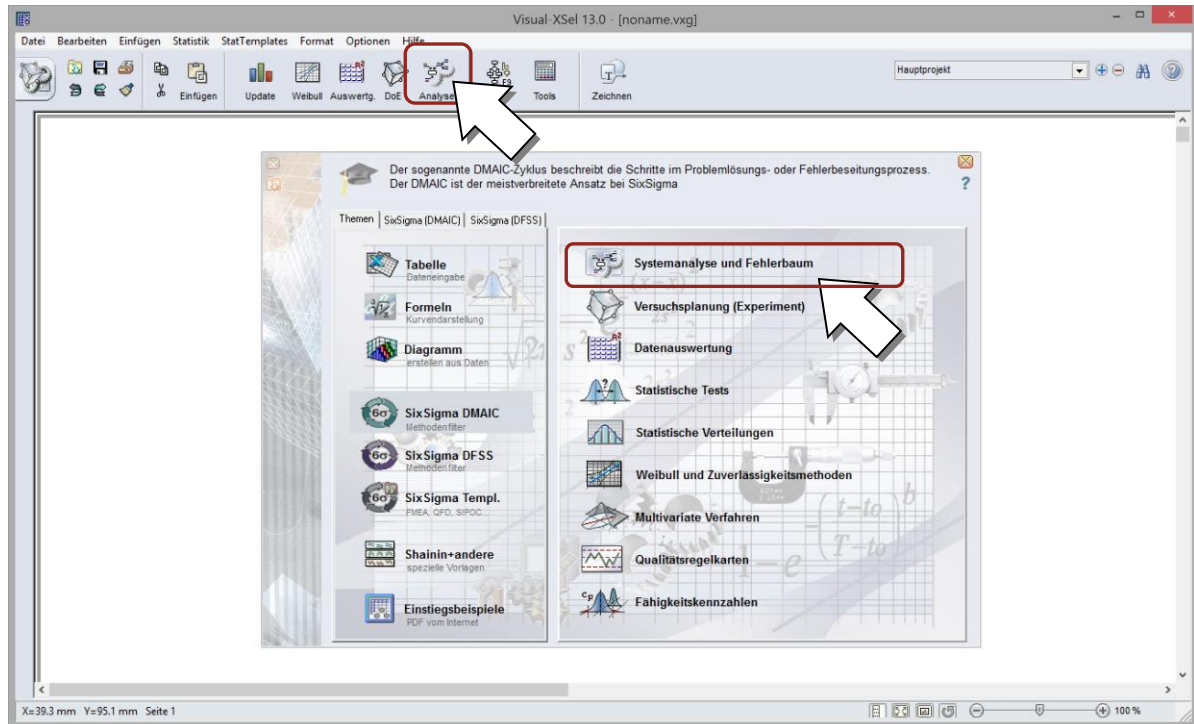 Visual-XSel 13.0 - [noname.vxg]
Datei Bearbeiten Einfügen Statistik StatTemplates Format Optionen Hilfe
Hauptprojekt
Einfügen Update Weibull Auswertg. DoE Analyse F9 Tools Zeichnen
Der sogenannte DMAIC-Zyklus beschreibt die Schritte im Problemlösungs- oder Fehlerbeseitungsprozess.
Der DMAIC ist der meistverbreitete Ansatz bei SixSigma
?
Themen SixSigma (DMAIC) SixSigma (DFSS)
Tabelle
Dateneingabe
Formeln
Kurvendarstellung
Diagramm
erstellen aus Daten
6σ SixSigma DMAIC
Methodenfilter
6σ SixSigma DFSS
Methodenfilter
6σ SixSigma Templ.
FMEA, QFD, SIPOC...
Shainin+andere
spezielle Vorlagen
Einstiegsbeispiele
PDF vom Internet
Systemanalyse und Fehlerbaum
Versuchsplanung (Experiment)
Datenauswertung
Statistische Tests
Statistische Verteilungen
Weibull und Zuverlässigkeitsmethoden
Multivariate Verfahren
Qualitätsregelkarten
Fähigkeitskennzahlen
X=39.3 mm Y=95.1 mm Seite 1
100 %